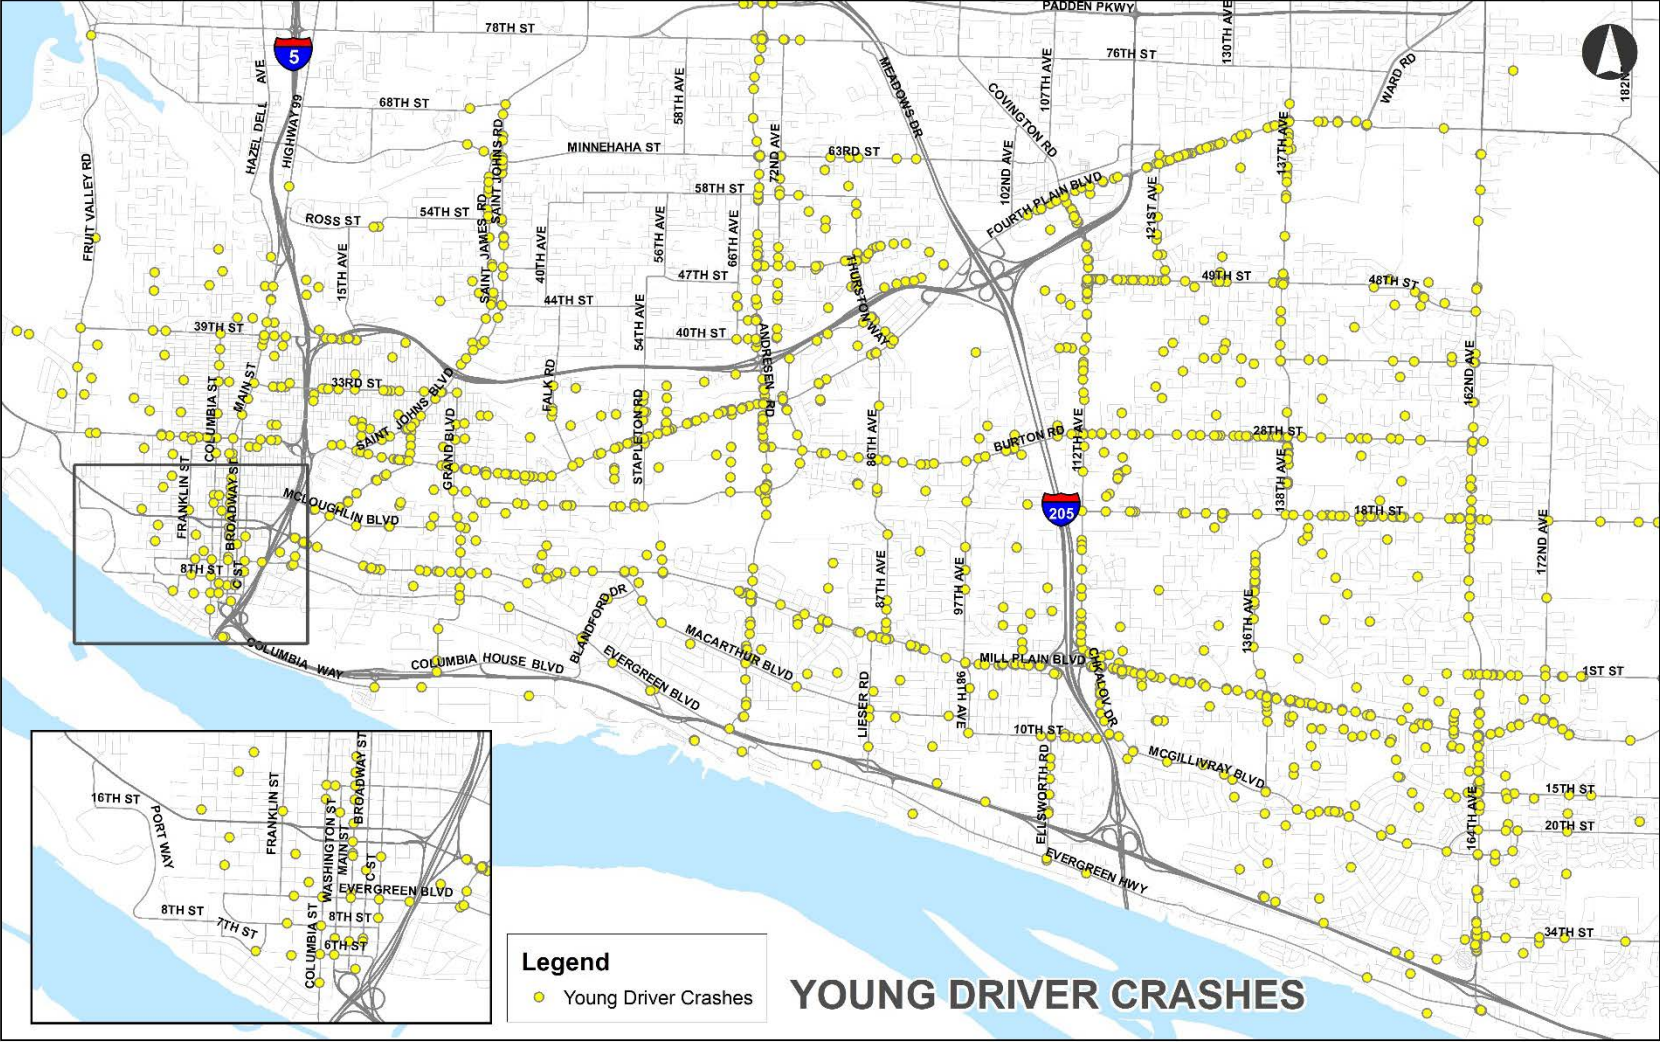 PADDEN PKWY
78TH ST
5
76TH ST
130TH AVE
WARD RD
MEADOWS DR
107TH AVE
COVINGTON RD
HAZEL DELL AVE
HIGHWAY 99
68TH ST
58TH AVE
SAINT JOHNS RD
MINNEHAHA ST
63RD ST
72ND AVE
102ND AVE
137TH AVE
FRUIT VALLEY RD
58TH ST
FOURTH PLAIN BLVD
121ST AVE
ROSS ST
54TH ST
SAINT JAMES RD
SAINT JOHNS RD
40TH AVE
56TH AVE
66TH AVE
15TH AVE
47TH ST
THURSTON WAY
49TH ST
48TH ST
162ND AVE
44TH ST
54TH AVE
39TH ST
40TH ST
ANDRESEN RD
33RD ST
FALK RD
162ND AVE
COLUMBIA ST
MAIN ST
SAINT JOHNS BLVD
GRAND BLVD
STAPLETON RD
86TH AVE
BURTON RD
112TH AVE
28TH ST
138TH AVE
FRANKLIN ST
BROADWAY ST
MCLOUGHLIN BLVD
205
18TH ST
172ND AVE
8TH ST
C ST
87TH AVE
97TH AVE
136TH AVE
BLANDFORD DR
COLUMBIA WAY
COLUMBIA HOUSE BLVD
EVERGREEN BLVD
MACARTHUR BLVD
MILL PLAIN BLVD
CHKALOV DR
1ST ST
LIESER RD
98TH AVE
10TH ST
ELLSWORTH RD
MCGILLIVRAY BLVD
164TH AVE
15TH ST
20TH ST
EVERGREEN HWY
34TH ST
16TH ST
PORT WAY
FRANKLIN ST
WASHINGTON ST
MAIN ST
BROADWAY ST
C ST
EVERGREEN BLVD
8TH ST
7TH ST
COLUMBIA ST
8TH ST
6TH ST
Legend
Young Driver Crashes
YOUNG DRIVER CRASHES